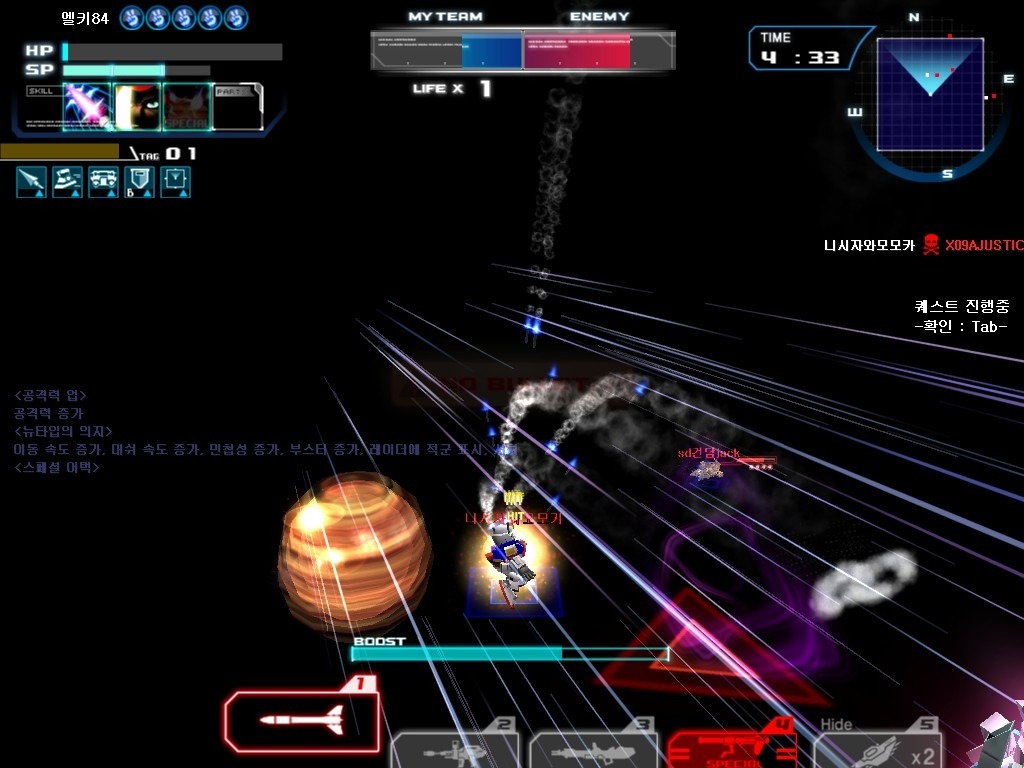 엘키84
HP
SP
SKILL
SPECIAL
PART
TAG 01
B
MY TEAM ENEMY
LIFE X 1
TIME
4 : 33
N
E
W
S
니시자와모모카 X09AJUSTIC
퀘스트 진행중
-확인 : Tab-
<공격력 업>
공격력 증가
<뉴타입의 의지>
이동 속도 증가, 대쉬 속도 증가, 민첩성 증가, 부스터 증가, 레이더에 적군 표시,
<스페셜 어택>
sd건담jack
HIT
BOOST
1
2
3
4
SPECIAL
Hide 5
x2